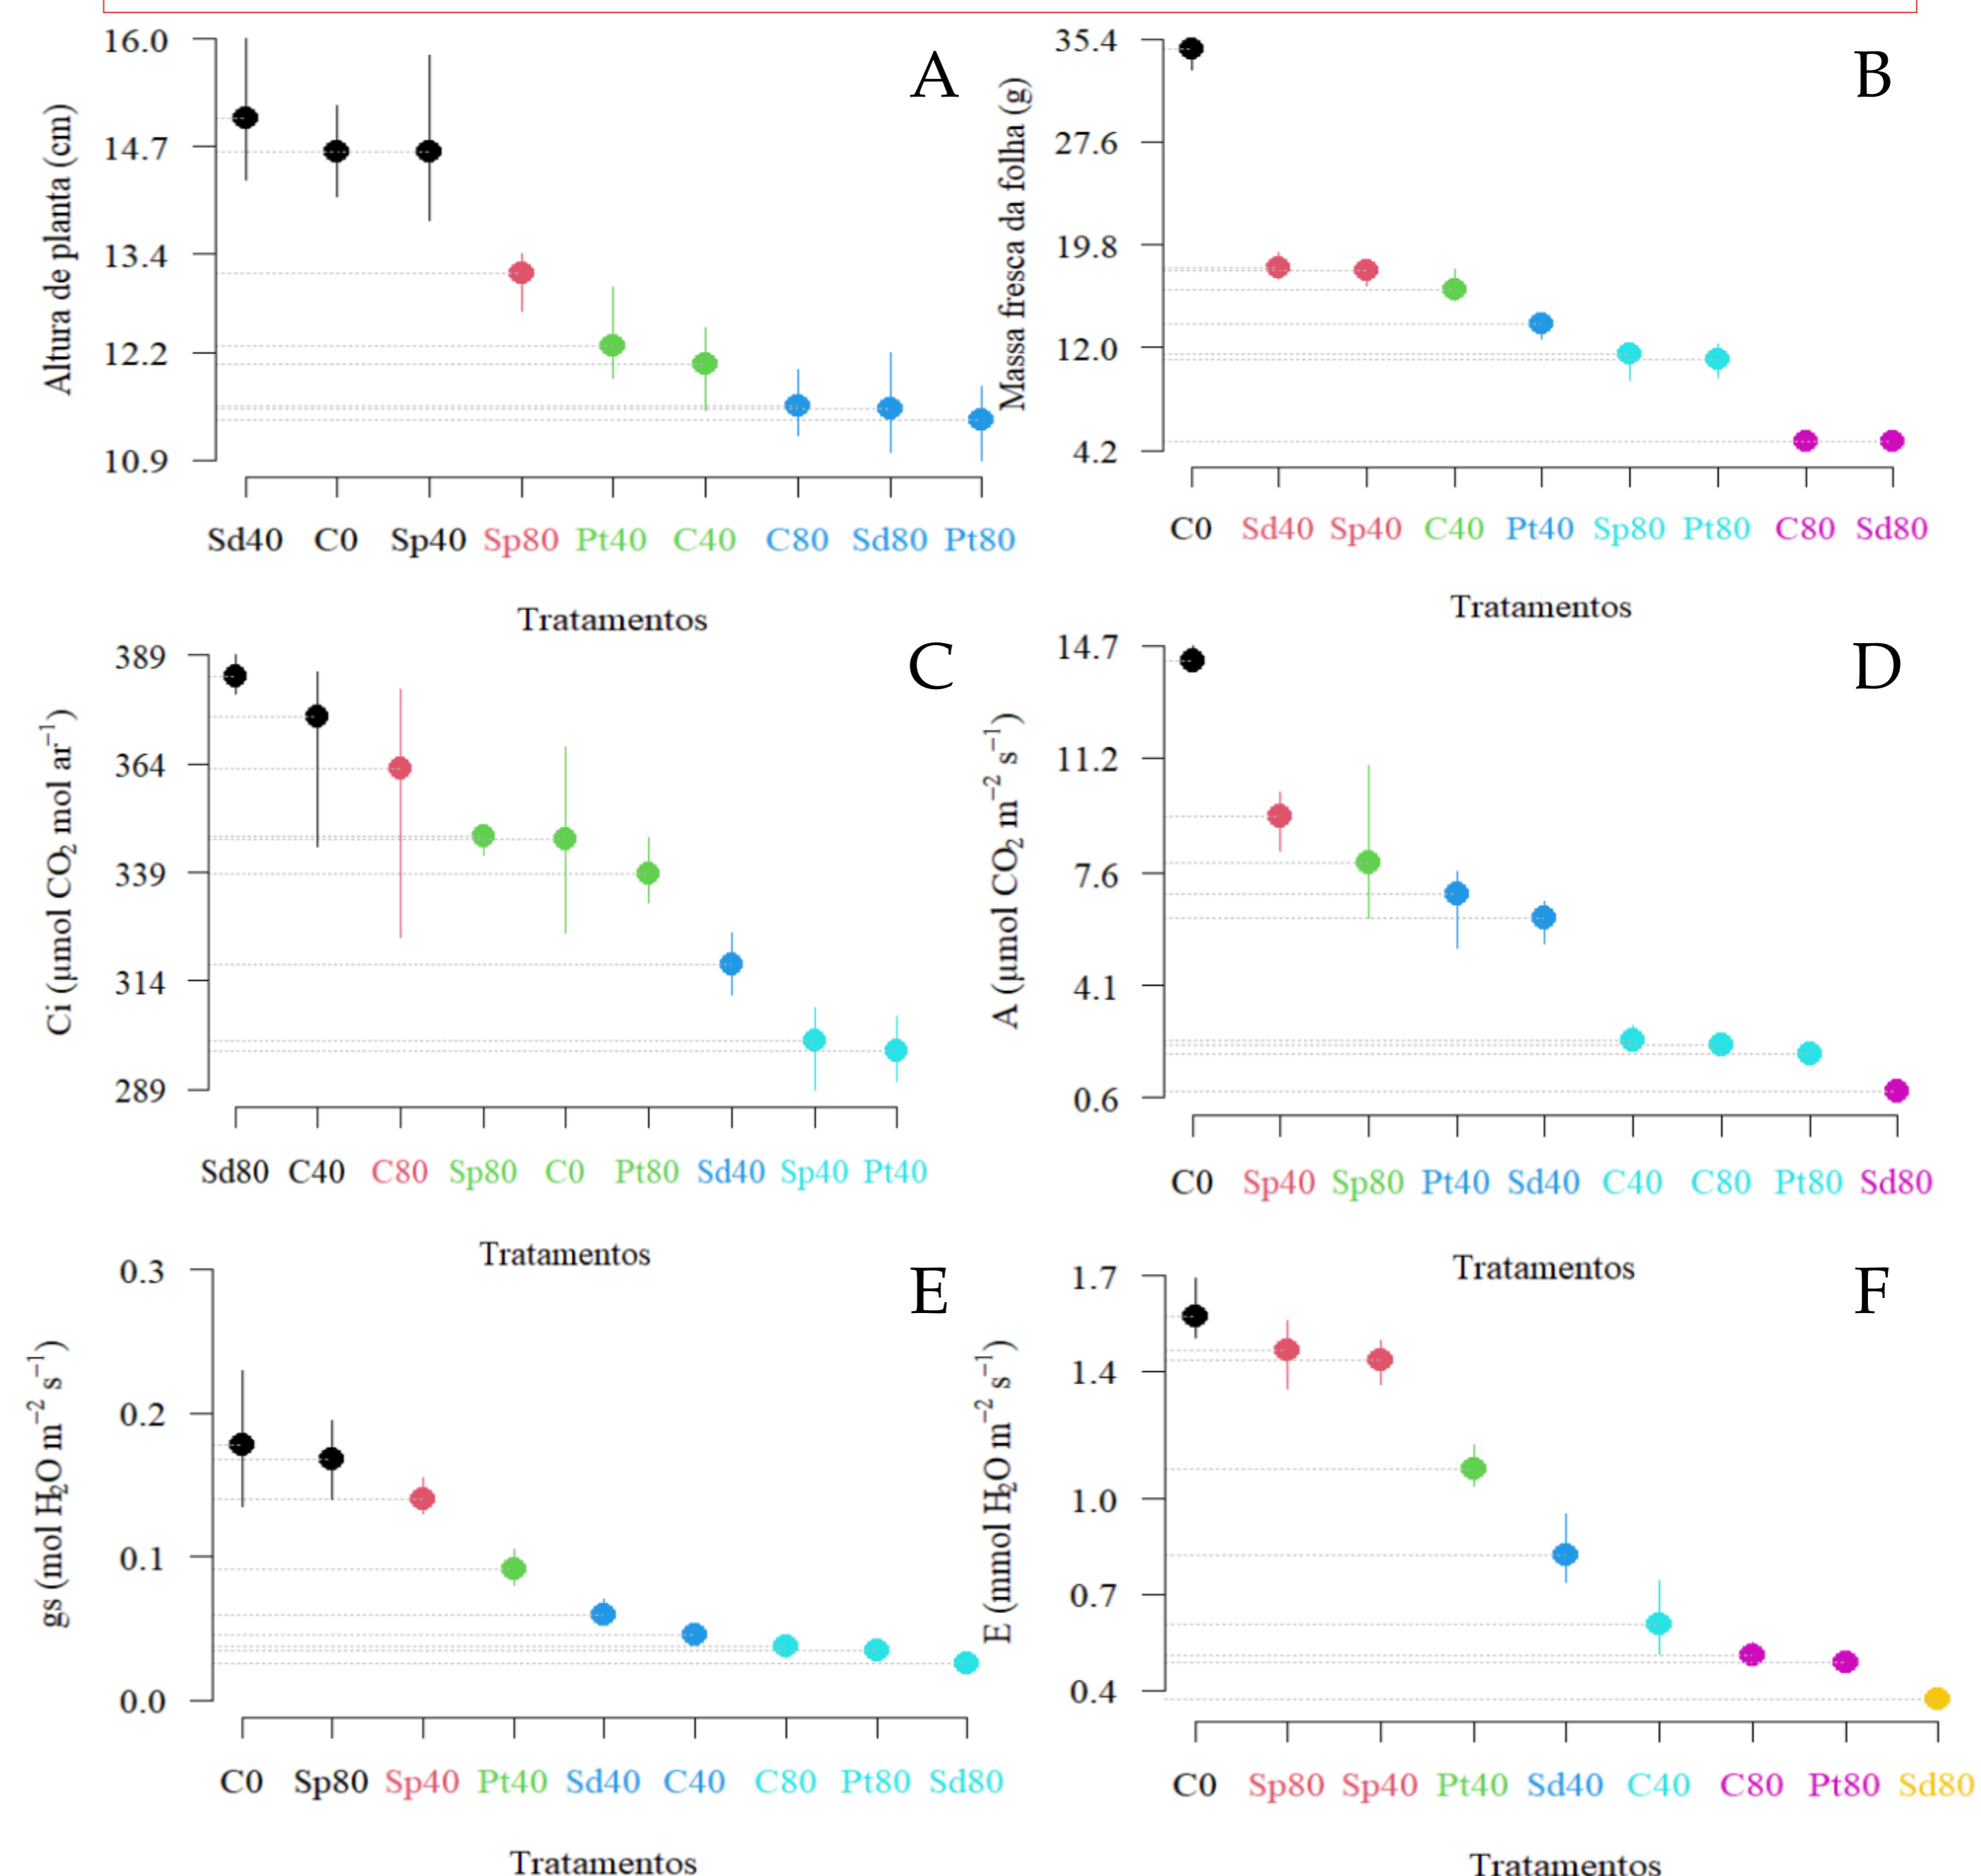 A
Altura de planta (cm)
16.0
14.7
13.4
12.2
10.9
Sd40 C0 Sp40 Sp80 Pt40 C40 C80 Sd80 Pt80
Tratamentos
B
Massa fresca da folha (g)
35.4
27.6
19.8
12.0
4.2
C0 Sd40 Sp40 C40 Pt40 Sp80 Pt80 C80 Sd80
Tratamentos
C
Ci (µmol CO₂ mol ar⁻¹)
389
364
339
314
289
Sd80 C40 C80 Sp80 C0 Pt80 Sd40 Sp40 Pt40
Tratamentos
D
A (µmol CO₂ m⁻² s⁻¹)
14.7
11.2
7.6
4.1
0.6
C0 Sp40 Sp80 Pt40 Sd40 C40 C80 Pt80 Sd80
Tratamentos
E
gs (mol H₂O m⁻² s⁻¹)
0.3
0.2
0.1
0.0
C0 Sp80 Sp40 Pt40 Sd40 C40 C80 Pt80 Sd80
Tratamentos
F
E (mmol H₂O m⁻² s⁻¹)
1.7
1.4
1.0
0.7
0.4
C0 Sp80 Sp40 Pt40 Sd40 C40 C80 Pt80 Sd80
Tratamentos